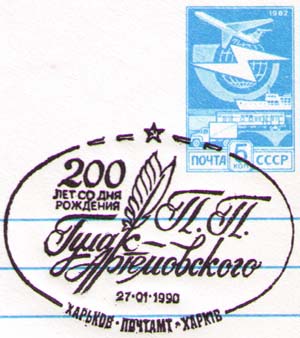 1982
ПОЧТА 5 КОП СССР
200
ЛЕТ СО ДНЯ
РОЖДЕНИЯ
П.П.
Гулак-
Артемовского
27·01·1990
ХАРЬКОВ · ПОЧТАМТ · ХАРКІВ